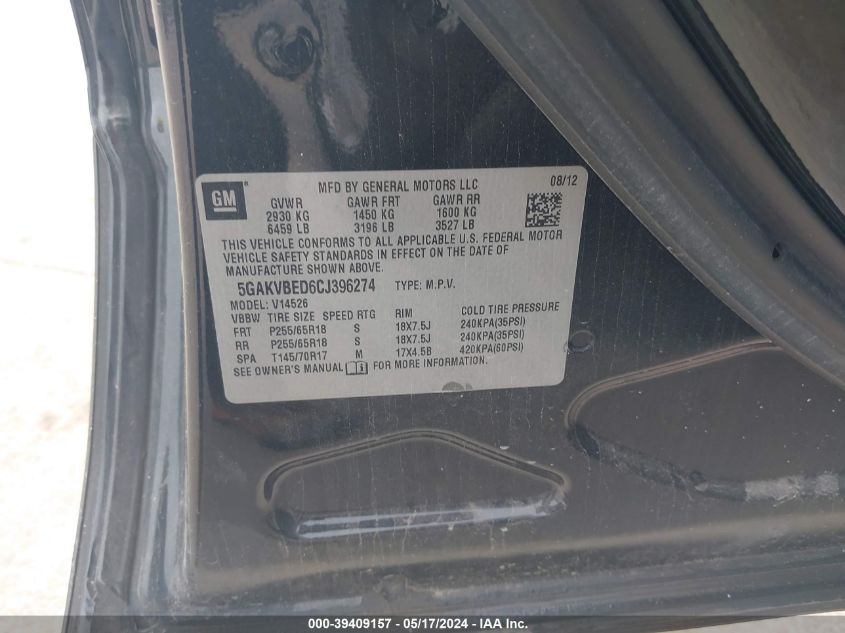 GM
MFD BY GENERAL MOTORS LLC 08/12
GVWR GAWR FRT GAWR RR
2930 KG 1450 KG 1600 KG
6459 LB 3196 LB 3527 LB
THIS VEHICLE CONFORMS TO ALL APPLICABLE U.S. FEDERAL MOTOR
VEHICLE SAFETY STANDARDS IN EFFECT ON THE DATE OF
MANUFACTURE SHOWN ABOVE.
5GAKVBED6CJ396274 TYPE: M.P.V.
MODEL: V14526
VBBW TIRE SIZE SPEED RTG RIM COLD TIRE PRESSURE
FRT P255/65R18 S 18X7.5J 240KPA(35PSI)
RR P255/65R18 S 18X7.5J 240KPA(35PSI)
SPA T145/70R17 M 17X4.5B 420KPA(60PSI)
SEE OWNER'S MANUAL FOR MORE INFORMATION.
000-39409157 - 05/17/2024 - IAA Inc.